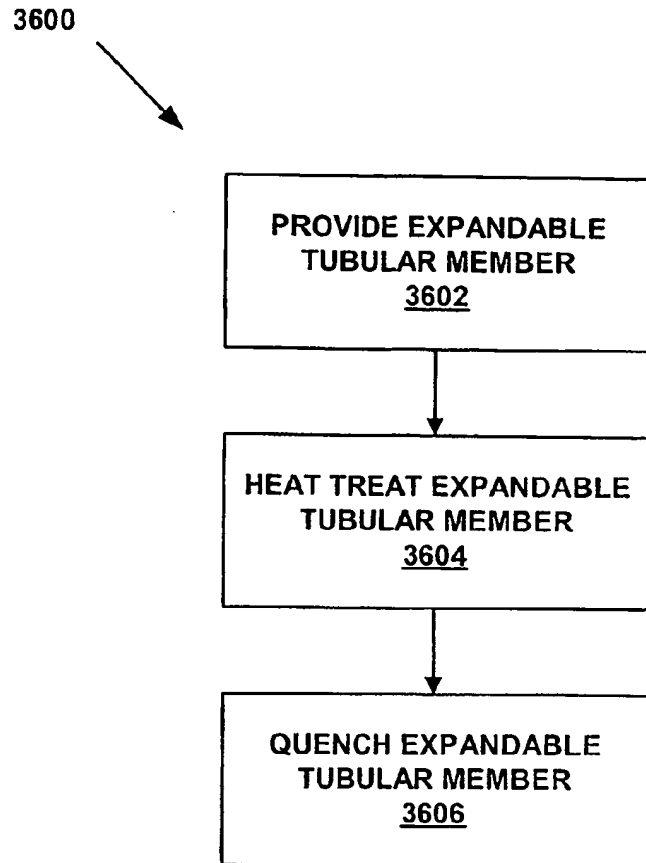 3600
PROVIDE EXPANDABLE
TUBULAR MEMBER
3602
HEAT TREAT EXPANDABLE
TUBULAR MEMBER
3604
QUENCH EXPANDABLE
TUBULAR MEMBER
3606